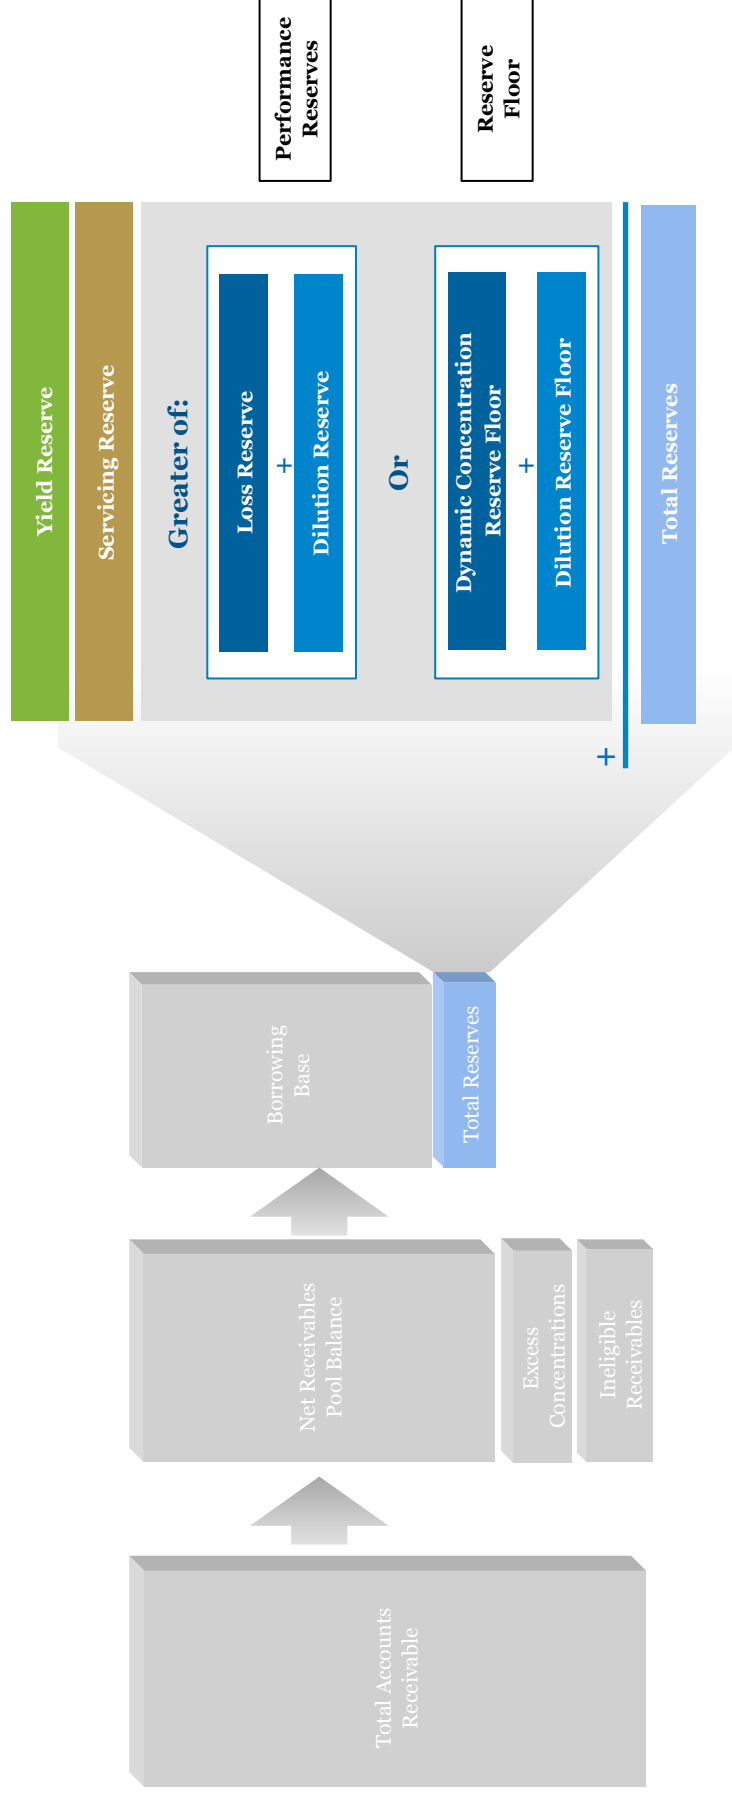 Total Accounts
Receivable
Net Receivables
Pool Balance
Excess
Concentrations
Ineligible
Receivables
Borrowing
Base
Total Reserves
Yield Reserve
Servicing Reserve
Greater of:
Loss Reserve
+
Dilution Reserve
Or
Dynamic Concentration
Reserve Floor
+
Dilution Reserve Floor
+
Total Reserves
Performance
Reserves
Reserve
Floor